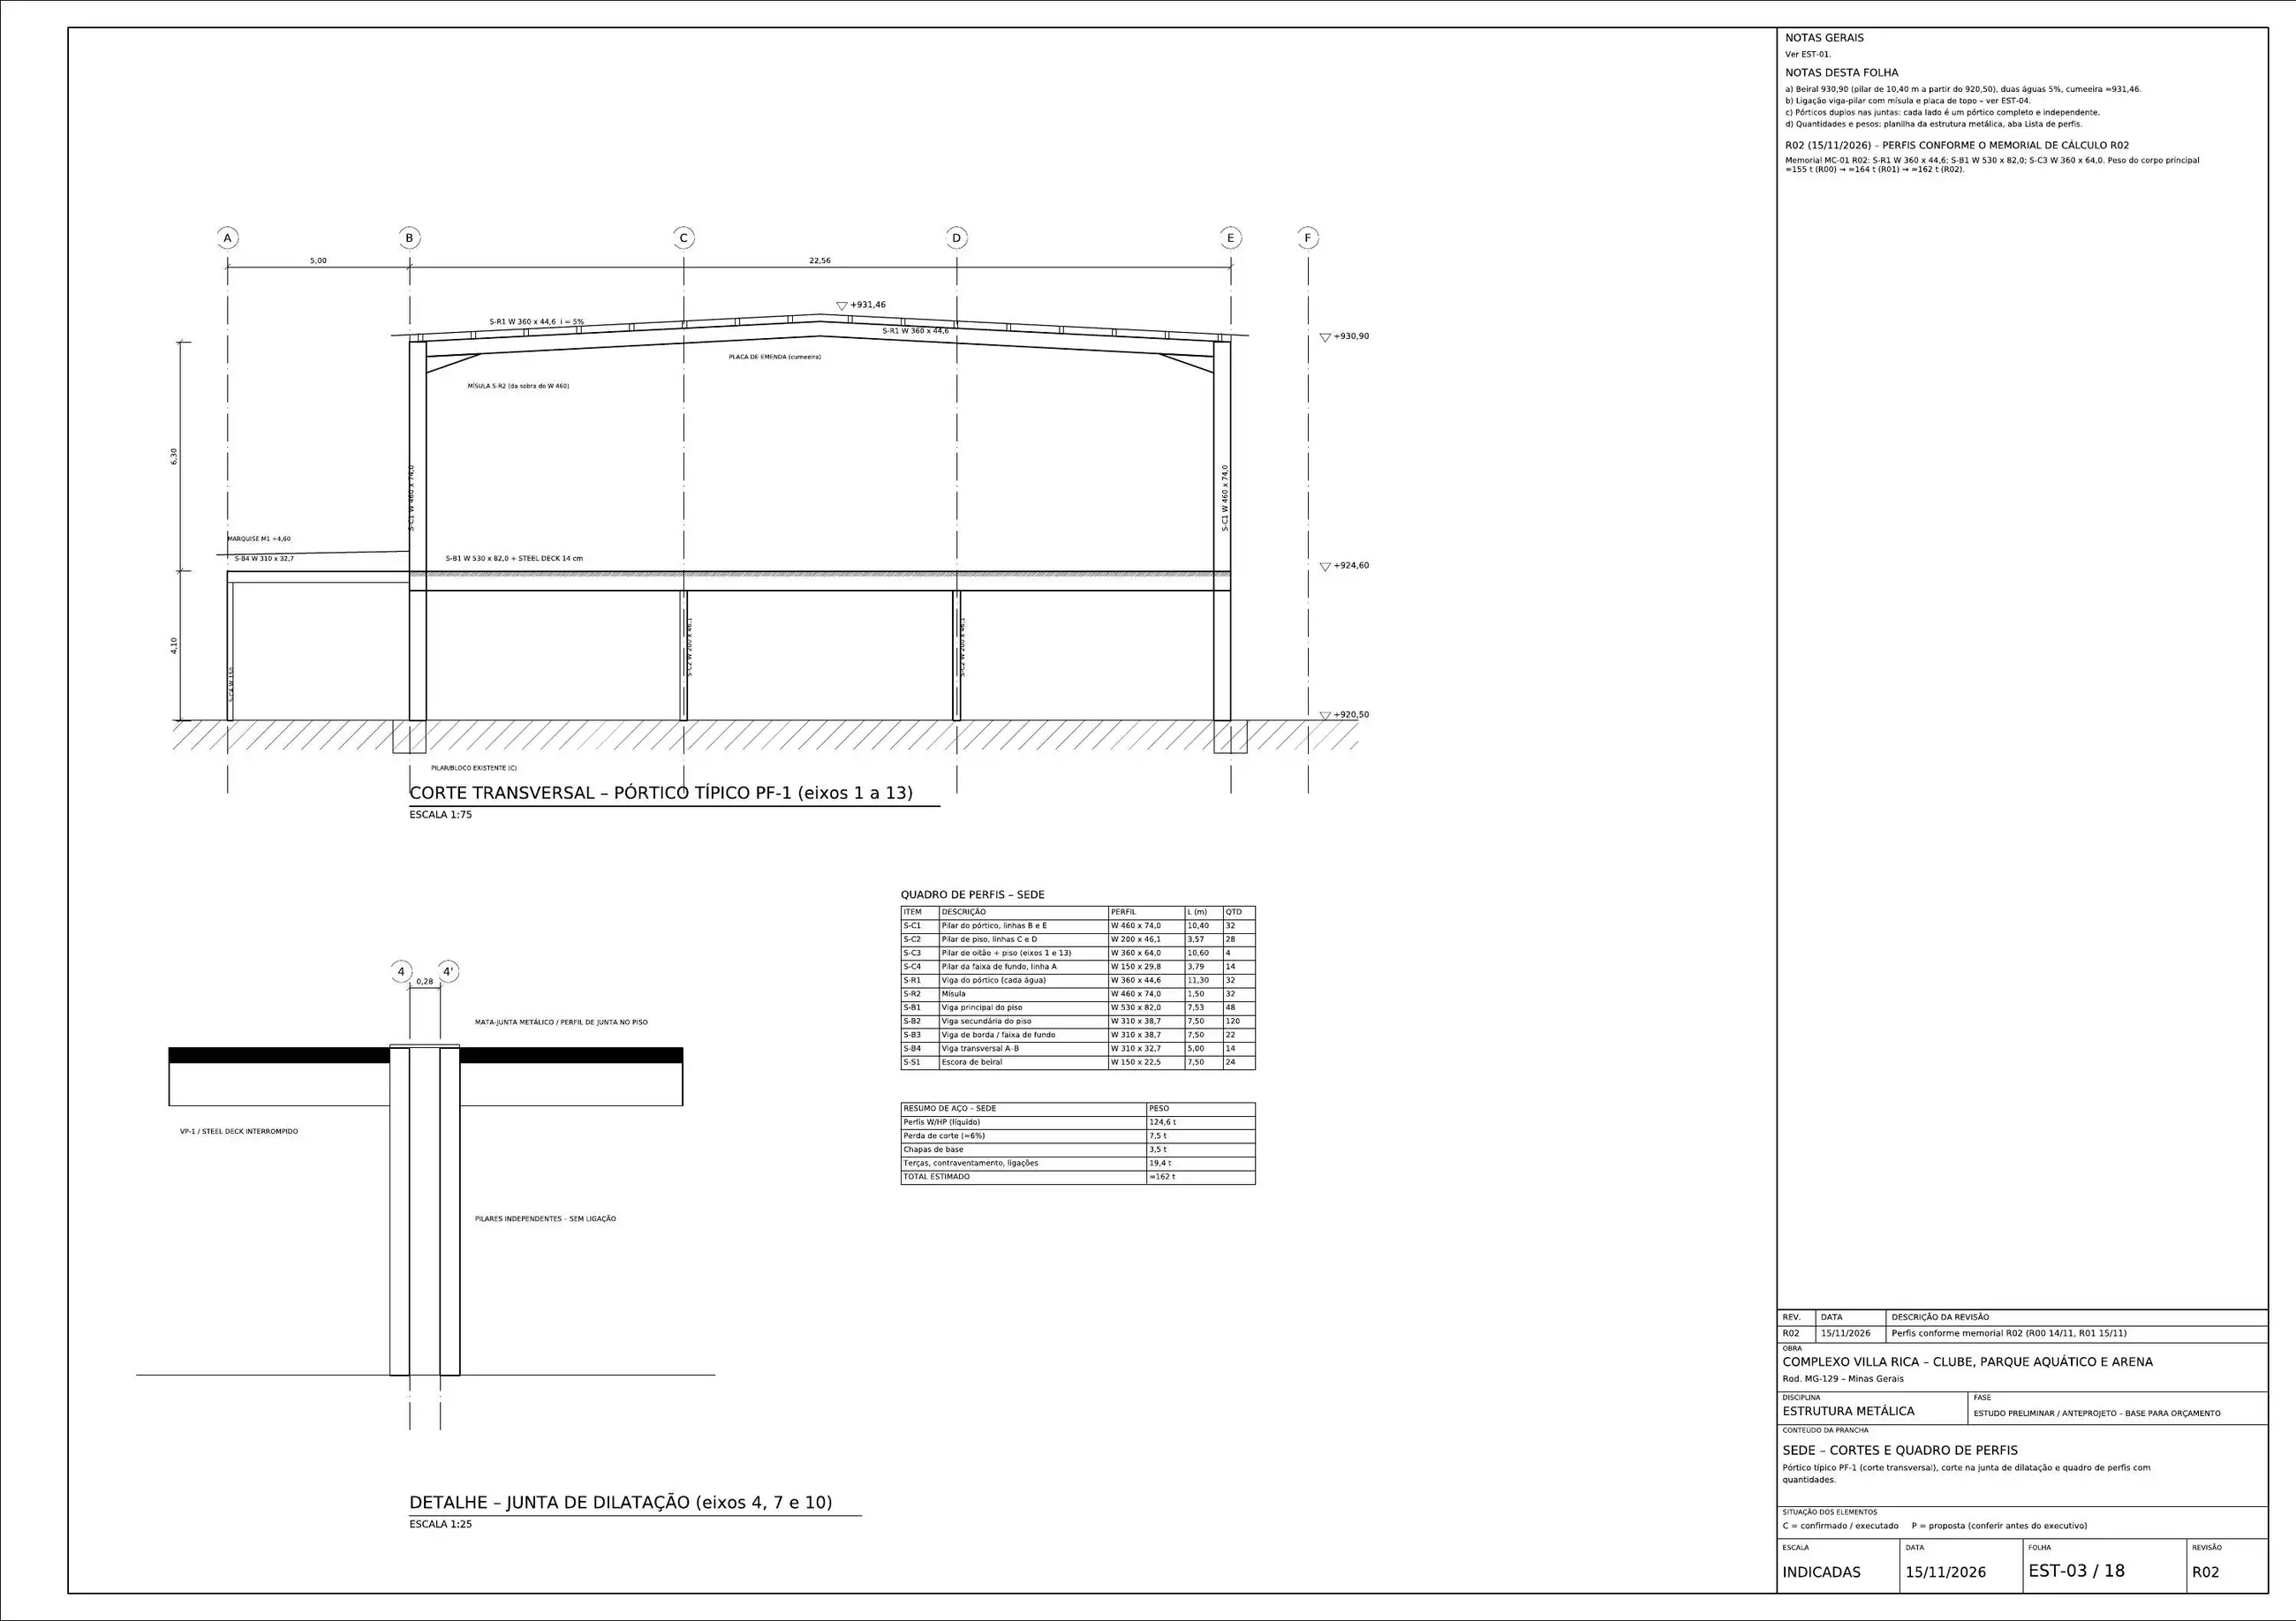 NOTAS GERAIS
Ver EST-01.
NOTAS DESTA FOLHA
a) Beiral 930,90 (pilar de 10,40 m a partir do 920,50), duas águas 5%, cumeeira ≈931,46.
b) Ligação viga-pilar com mísula e placa de topo – ver EST-04.
c) Pórticos duplos nas juntas: cada lado é um pórtico completo e independente.
d) Quantidades e pesos: planilha da estrutura metálica, aba Lista de perfis.
R02 (15/11/2026) – PERFIS CONFORME O MEMORIAL DE CÁLCULO R02
Memorial MC-01 R02: S-R1 W 360 x 44,6; S-B1 W 530 x 82,0; S-C3 W 360 x 64,0. Peso do corpo principal
≈155 t (R00) → ≈164 t (R01) → ≈162 t (R02).
A B C D E F
5,00 22,56
+931,46
S-R1 W 360 x 44,6 i = 5%
S-R1 W 360 x 44,6
+930,90
PLACA DE EMENDA (cumeeira)
MÍSULA S-R2 (da sobra do W 460)
6,30
S-C1 W 460 x 74,0
S-C1 W 460 x 74,0
MARQUISE M1 +4,60
S-B4 W 310 x 32,7
S-B1 W 530 x 82,0 + STEEL DECK 14 cm
+924,60
4,10
S-C4 W 150
S-C2 W 200 x 46,1
S-C2 W 200 x 46,1
+920,50
PILAR/BLOCO EXISTENTE (C)
CORTE TRANSVERSAL – PÓRTICO TÍPICO PF-1 (eixos 1 a 13)
ESCALA 1:75
4 4'
0,28
MATA-JUNTA METÁLICO / PERFIL DE JUNTA NO PISO
VP-1 / STEEL DECK INTERROMPIDO
PILARES INDEPENDENTES – SEM LIGAÇÃO
DETALHE – JUNTA DE DILATAÇÃO (eixos 4, 7 e 10)
ESCALA 1:25
QUADRO DE PERFIS – SEDE
ITEM DESCRIÇÃO PERFIL L (m) QTD
S-C1 Pilar do pórtico, linhas B e E W 460 x 74,0 10,40 32
S-C2 Pilar de piso, linhas C e D W 200 x 46,1 3,57 28
S-C3 Pilar de oitão + piso (eixos 1 e 13) W 360 x 64,0 10,60 4
S-C4 Pilar da faixa de fundo, linha A W 150 x 29,8 3,79 14
S-R1 Viga do pórtico (cada água) W 360 x 44,6 11,30 32
S-R2 Mísula W 460 x 74,0 1,50 32
S-B1 Viga principal do piso W 530 x 82,0 7,53 48
S-B2 Viga secundária do piso W 310 x 38,7 7,50 120
S-B3 Viga de borda / faixa de fundo W 310 x 38,7 7,50 22
S-B4 Viga transversal A–B W 310 x 32,7 5,00 14
S-S1 Escora de beiral W 150 x 22,5 7,50 24
RESUMO DE AÇO – SEDE PESO
Perfis W/HP (líquido) 124,6 t
Perda de corte (≈6%) 7,5 t
Chapas de base 3,5 t
Terças, contraventamento, ligações 19,4 t
TOTAL ESTIMADO ≈162 t
REV. DATA DESCRIÇÃO DA REVISÃO
R02 15/11/2026 Perfis conforme memorial R02 (R00 14/11, R01 15/11)
OBRA
COMPLEXO VILLA RICA – CLUBE, PARQUE AQUÁTICO E ARENA
Rod. MG-129 – Minas Gerais
DISCIPLINA FASE
ESTRUTURA METÁLICA ESTUDO PRELIMINAR / ANTEPROJETO – BASE PARA ORÇAMENTO
CONTEÚDO DA PRANCHA
SEDE – CORTES E QUADRO DE PERFIS
Pórtico típico PF-1 (corte transversal), corte na junta de dilatação e quadro de perfis com
quantidades.
SITUAÇÃO DOS ELEMENTOS
C = confirmado / executado P = proposta (conferir antes do executivo)
ESCALA DATA FOLHA REVISÃO
INDICADAS 15/11/2026 EST-03 / 18 R02